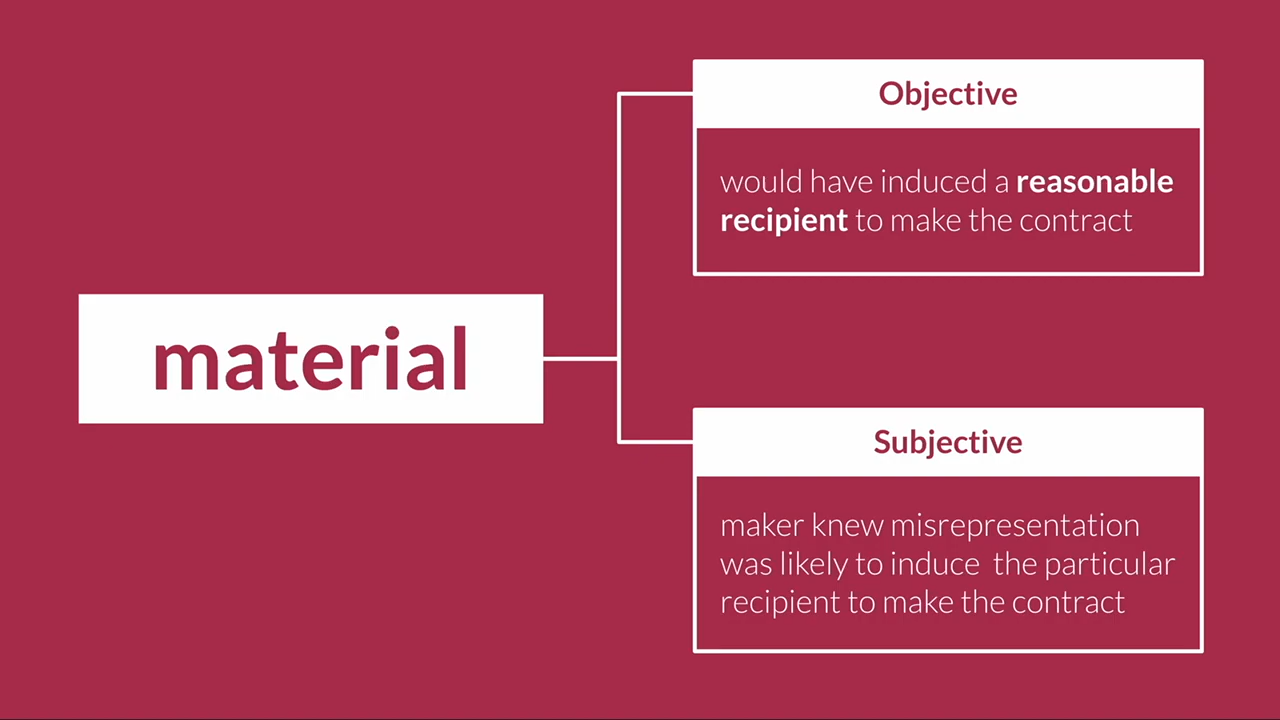 material
Objective
would have induced a reasonable
recipient to make the contract
Subjective
maker knew misrepresentation
was likely to induce  the particular
recipient to make the contract